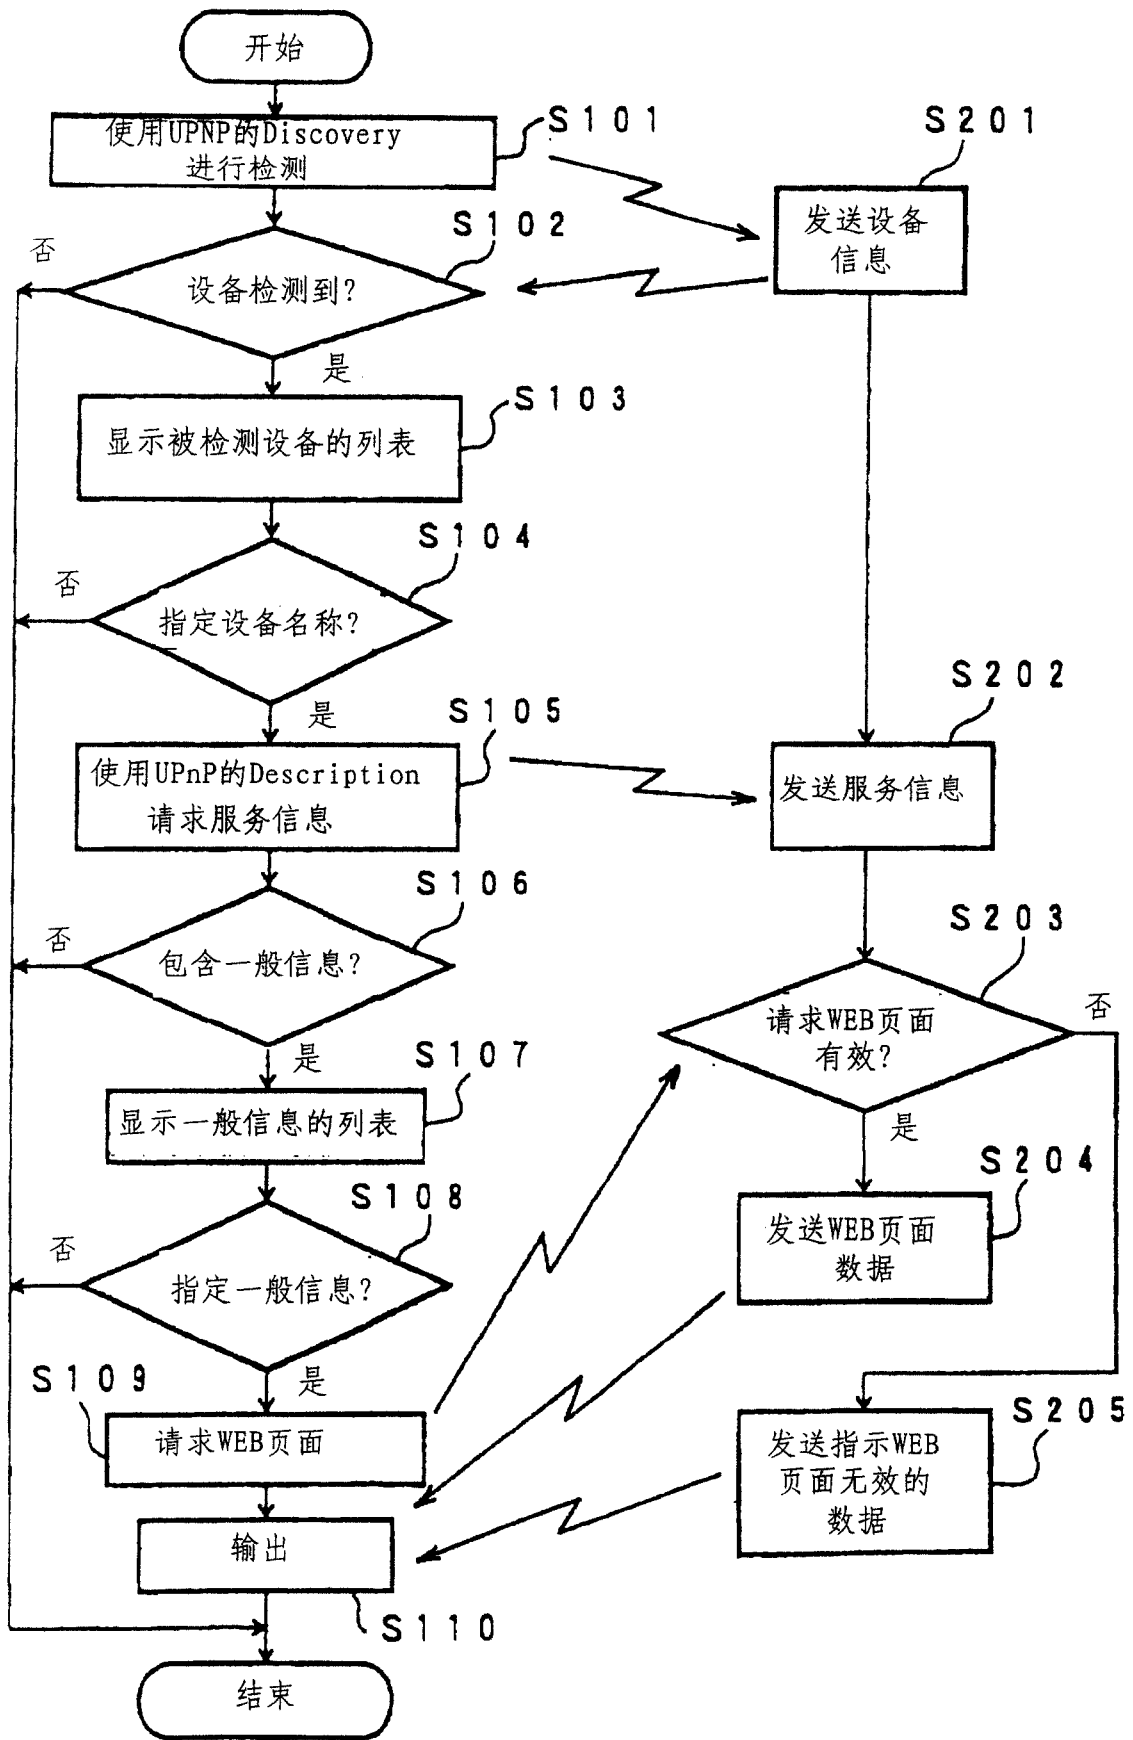 开始
使用UPNP的Discovery
进行检测
S101
S201
发送设备
信息
S102
否
设备检测到?
是
S103
显示被检测设备的列表
S104
否
指定设备名称?
是
S105
S202
使用UPnP的Description
请求服务信息
发送服务信息
S106
否
包含一般信息?
是
S203
请求WEB页面
有效?
否
是
S107
显示一般信息的列表
S204
发送WEB页面
数据
S108
否
指定一般信息?
是
S109
请求WEB页面
S205
发送指示WEB
页面无效的
数据
输出
S110
结束